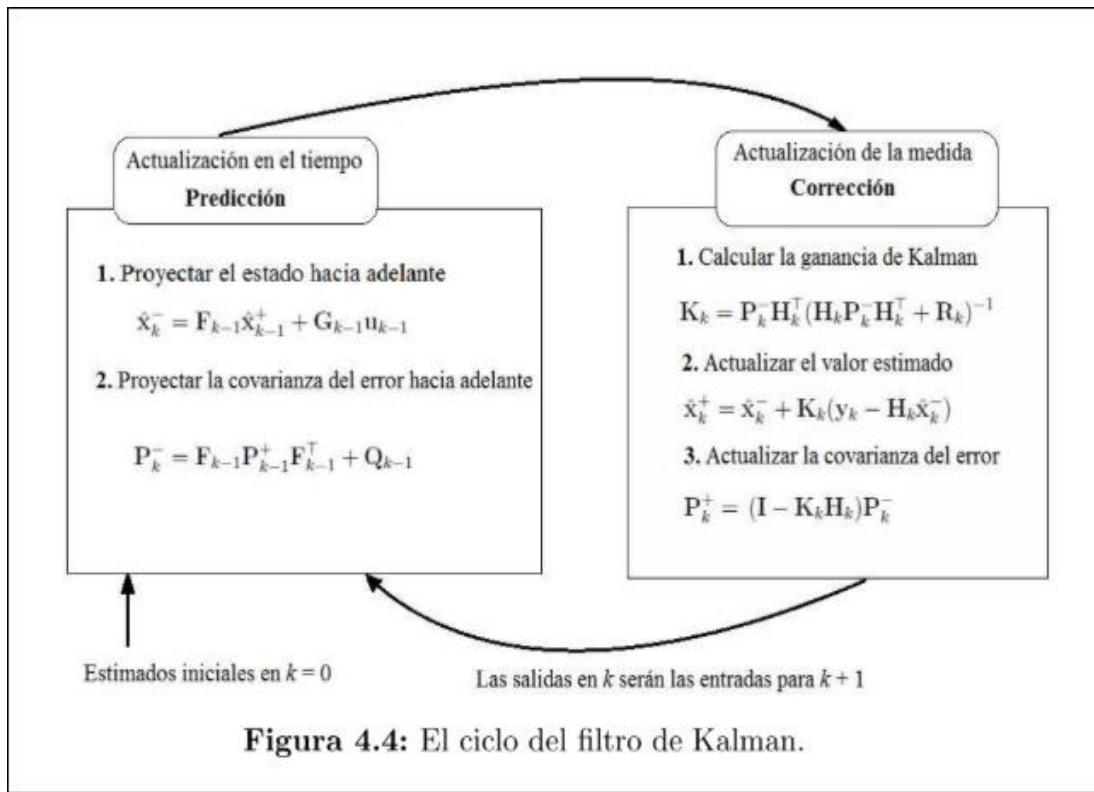 Actualización en el tiempo
Predicción
1. Proyectar el estado hacia adelante
x̂ₖ⁻ = Fₖ₋₁x̂ₖ₋₁⁺ + Gₖ₋₁uₖ₋₁
2. Proyectar la covarianza del error hacia adelante
Pₖ⁻ = Fₖ₋₁Pₖ₋₁⁺Fₖ₋₁ᵀ + Qₖ₋₁
Estimados iniciales en k = 0
Actualización de la medida
Corrección
1. Calcular la ganancia de Kalman
Kₖ = Pₖ⁻Hₖᵀ(HₖPₖ⁻Hₖᵀ + Rₖ)⁻¹
2. Actualizar el valor estimado
x̂ₖ⁺ = x̂ₖ⁻ + Kₖ(yₖ − Hₖx̂ₖ⁻)
3. Actualizar la covarianza del error
Pₖ⁺ = (I − KₖHₖ)Pₖ⁻
Las salidas en k serán las entradas para k + 1
Figura 4.4: El ciclo del filtro de Kalman.